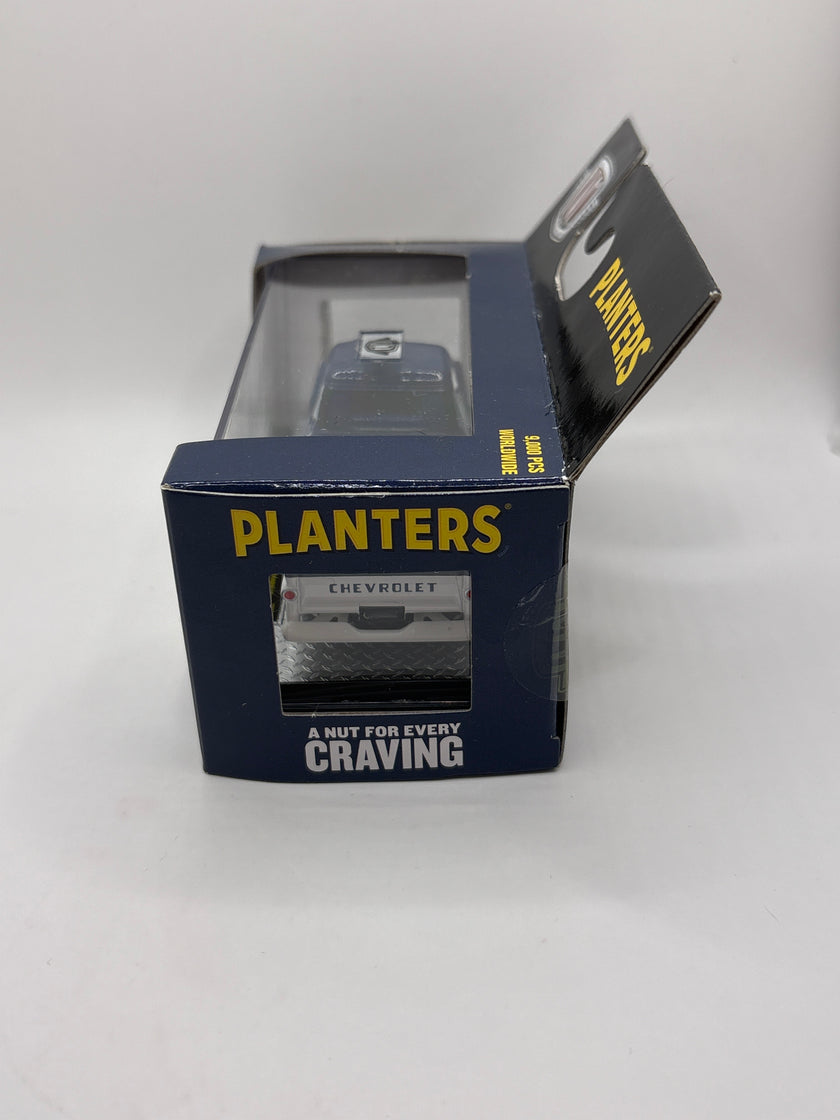 PLANTERS
9,000 PCS
WORLDWIDE
PLANTERS®
CHEVROLET
A NUT FOR EVERY
CRAVING